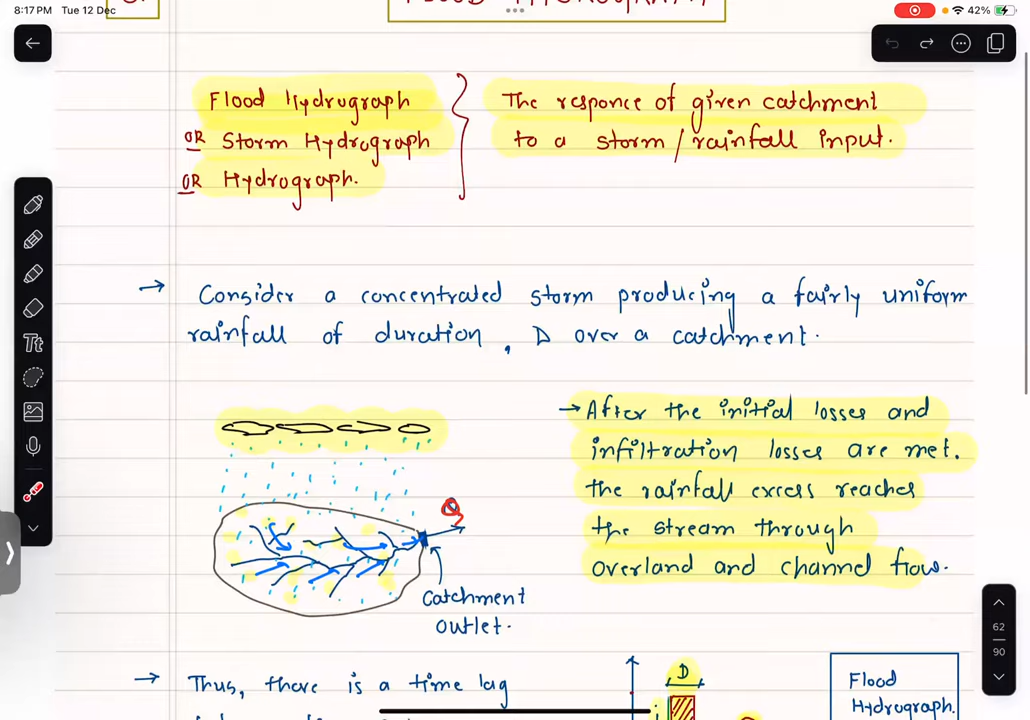 8:17 PM Tue 12 Dec
42%
FLOOD HYDROGRAPH
Flood Hydrograph
OR Storm Hydrograph
OR Hydrograph.
The responce of given catchment
to a storm/rainfall input.
→ Consider a concentrated storm producing a fairly uniform
rainfall of duration, D over a catchment.
→ After the initial losses and
infiltration losses are met.
the rainfall excess reaches
the stream through
overland and channel flow.
Q
Catchment
outlet.
Tt
62
90
→ Thus, there is a time lag
D
i
Flood
Hydrograph.